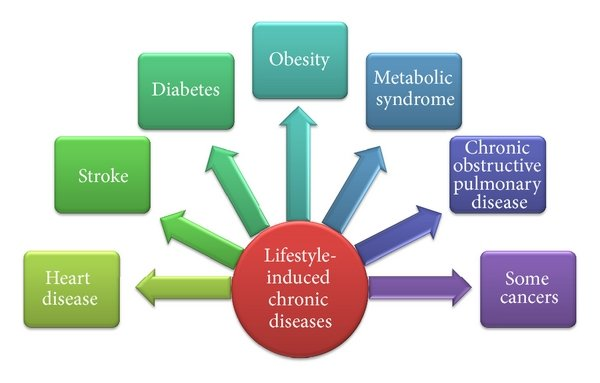 Obesity
Diabetes
Metabolic
syndrome
Stroke
Chronic
obstructive
pulmonary
disease
Heart
disease
Lifestyle-
induced
chronic
diseases
Some
cancers